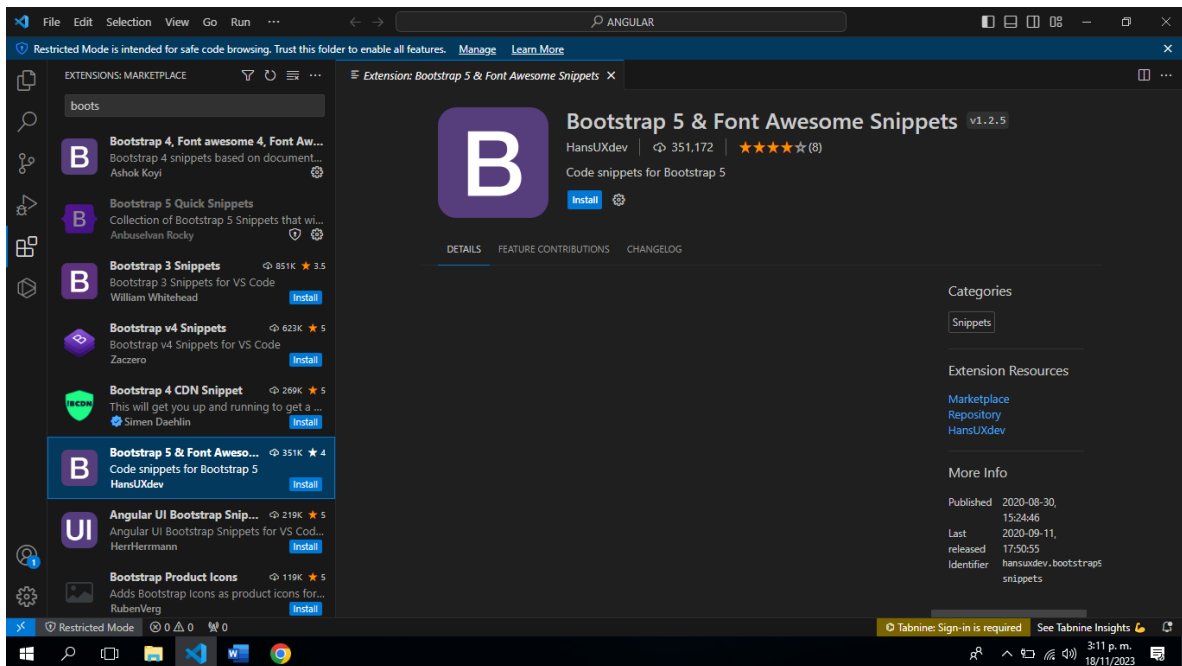 File Edit Selection View Go Run ··· ANGULAR
Restricted Mode is intended for safe code browsing. Trust this folder to enable all features. Manage Learn More
EXTENSIONS: MARKETPLACE
boots
Bootstrap 4, Font awesome 4, Font Aw...
Bootstrap 4 snippets based on document...
Ashok Koyi
B
Bootstrap 5 Quick Snippets
Collection of Bootstrap 5 Snippets that wi...
Anbuselvan Rocky
B
Bootstrap 3 Snippets 851K ★ 3.5
Bootstrap 3 Snippets for VS Code
William Whitehead Install
B
Bootstrap v4 Snippets 623K ★ 5
Bootstrap v4 Snippets for VS Code
Zaczero Install
Bootstrap 4 CDN Snippet 269K ★ 5
This will get you up and running to get a ...
Simen Daehlin Install
BCDN
Bootstrap 5 & Font Aweso... 351K ★ 4
Code snippets for Bootstrap 5
HansUXdev Install
B
Angular UI Bootstrap Snip... 219K ★ 5
Angular UI Bootstrap Snippets for VS Cod...
HerrHerrmann Install
UI
Bootstrap Product Icons 119K ★ 5
Adds Bootstrap Icons as product icons for...
RubenVerg Install
Extension: Bootstrap 5 & Font Awesome Snippets
B
Bootstrap 5 & Font Awesome Snippets v1.2.5
HansUXdev 351,172 ★★★★☆(8)
Code snippets for Bootstrap 5
Install
DETAILS FEATURE CONTRIBUTIONS CHANGELOG
Categories
Snippets
Extension Resources
Marketplace
Repository
HansUXdev
More Info
Published 2020-08-30,
15:24:46
Last 2020-09-11,
released 17:50:55
Identifier hansuxdev.bootstrap5
snippets
Restricted Mode 0 0 0 Tabnine: Sign-in is required See Tabnine Insights
1
3:11 p. m.
18/11/2023